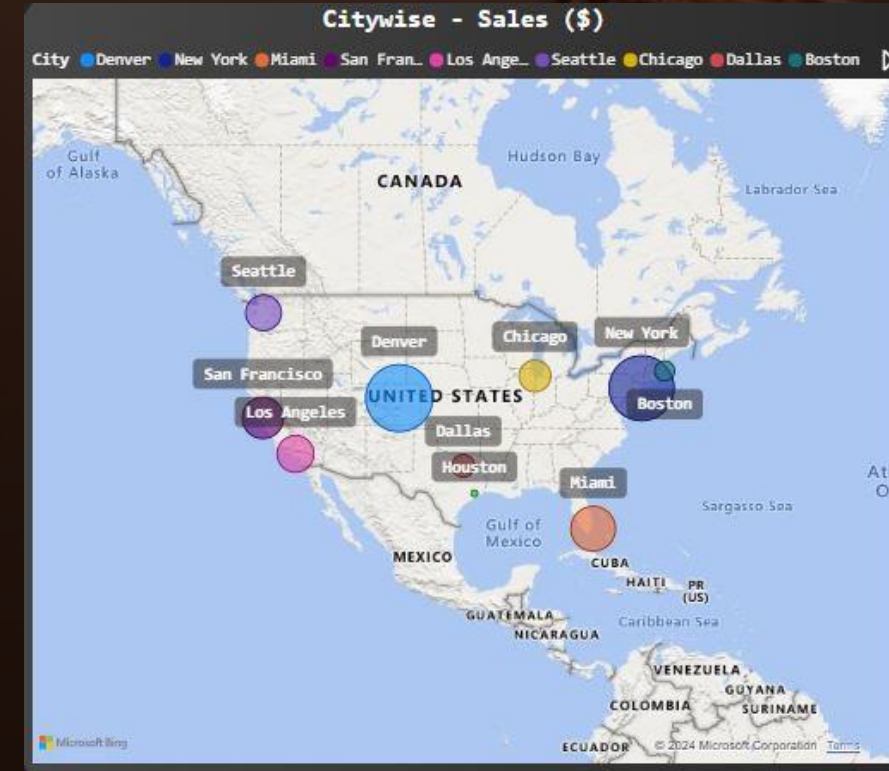 Citywise - Sales ($)
City Denver New York Miami San Fran… Los Ange… Seattle Chicago Dallas Boston
Gulf
of Alaska
Hudson Bay
CANADA
Labrador Sea
Seattle
Denver
Chicago
New York
San Francisco
UNITED STATES
Los Angeles
Boston
Dallas
Houston
Miami
Gulf of
Mexico
Sargasso Sea
At
O
MEXICO
CUBA
HAITI
PR
(US)
GUATEMALA
Caribbean Sea
NICARAGUA
VENEZUELA
GUYANA
COLOMBIA
SURINAME
ECUADOR
Microsoft Bing
© 2024 Microsoft Corporation Terms